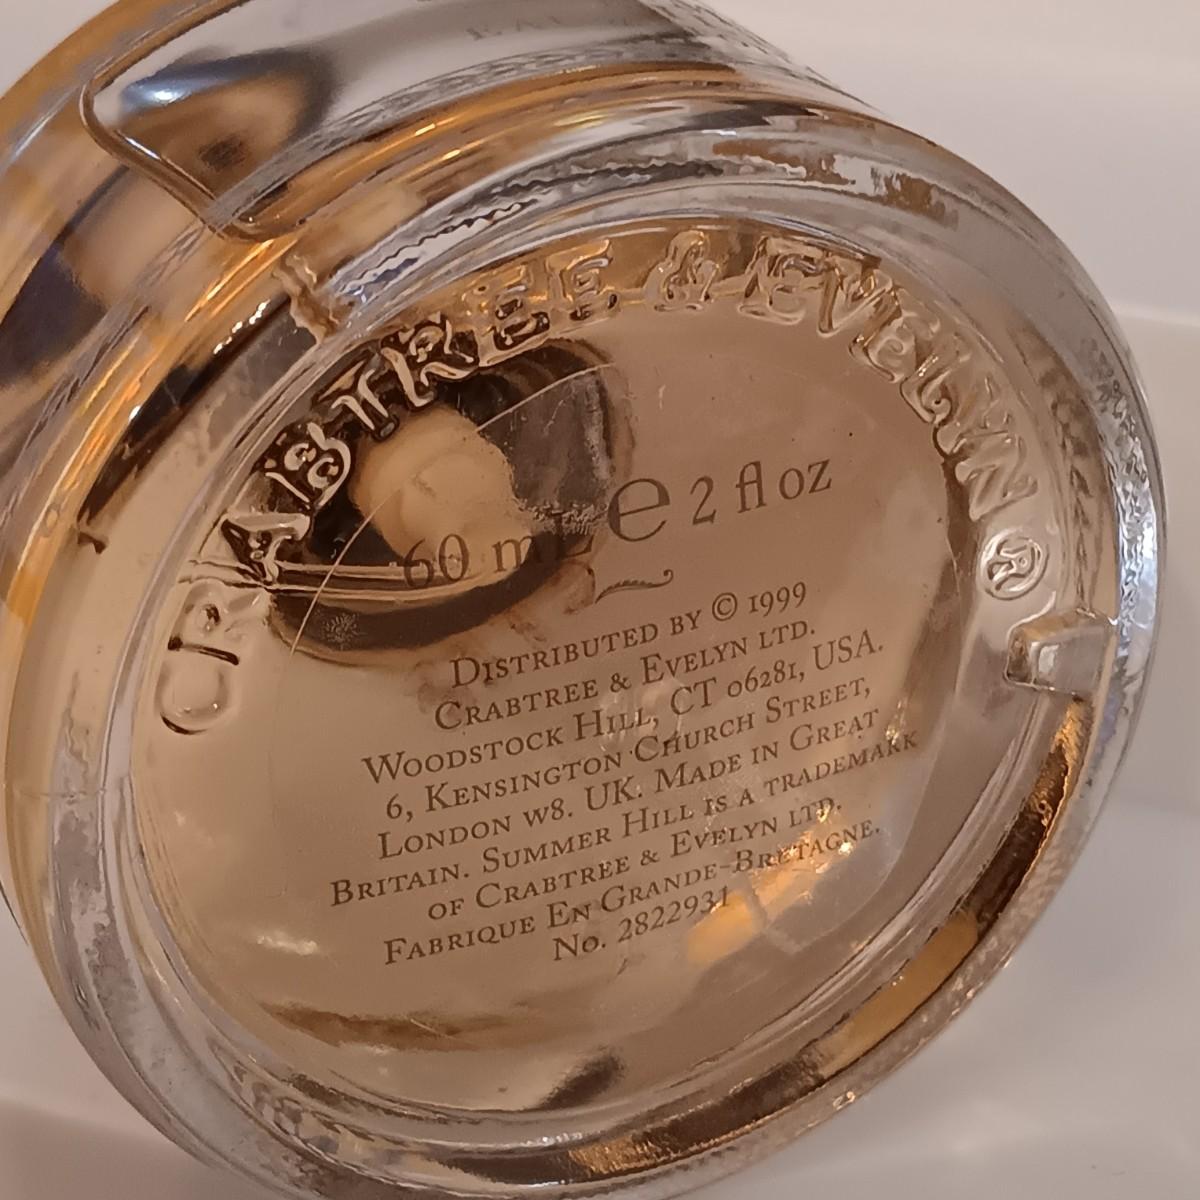 CRABTREE & EVELYN®
60 mL e 2 fl oz
DISTRIBUTED BY © 1999
CRABTREE & EVELYN LTD.
WOODSTOCK HILL, CT 06281, USA.
6, KENSINGTON CHURCH STREET,
LONDON W8. UK. MADE IN GREAT
BRITAIN. SUMMER HILL IS A TRADEMARK
OF CRABTREE & EVELYN LTD.
FABRIQUE EN GRANDE-BRETAGNE.
No. 2822931